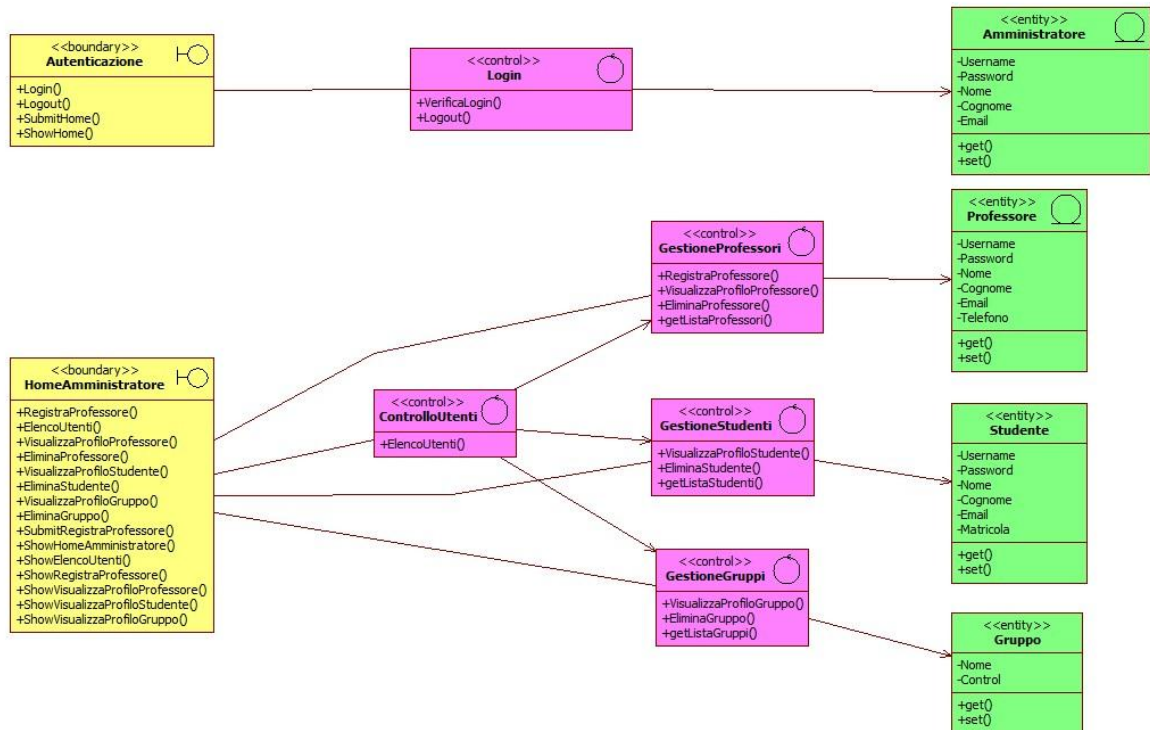 <<boundary>>
Autenticazione
+Login()
+Logout()
+SubmitHome()
+ShowHome()
<<control>>
Login
+VerificaLogin()
+Logout()
<<entity>>
Amministratore
-Username
-Password
-Nome
-Cognome
-Email
+get()
+set()
<<control>>
GestioneProfessori
+RegistraProfessore()
+VisualizzaProfiloProfessore()
+EliminaProfessore()
+getListaProfessori()
<<entity>>
Professore
-Username
-Password
-Nome
-Cognome
-Email
-Telefono
+get()
+set()
<<boundary>>
HomeAmministratore
+RegistraProfessore()
+ElencoUtenti()
+VisualizzaProfiloProfessore()
+EliminaProfessore()
+VisualizzaProfiloStudente()
+EliminaStudente()
+VisualizzaProfiloGruppo()
+EliminaGruppo()
+SubmitRegistraProfessore()
+ShowHomeAmministratore()
+ShowElencoUtenti()
+ShowRegistraProfessore()
+ShowVisualizzaProfiloProfessore()
+ShowVisualizzaProfiloStudente()
+ShowVisualizzaProfiloGruppo()
<<control>>
ControlloUtenti
+ElencoUtenti()
<<control>>
GestioneStudenti
+VisualizzaProfiloStudente()
+EliminaStudente()
+getListaStudenti()
<<entity>>
Studente
-Username
-Password
-Nome
-Cognome
-Email
-Matricola
+get()
+set()
<<control>>
GestioneGruppi
+VisualizzaProfiloGruppo()
+EliminaGruppo()
+getListaGruppi()
<<entity>>
Gruppo
-Nome
-Control
+get()
+set()